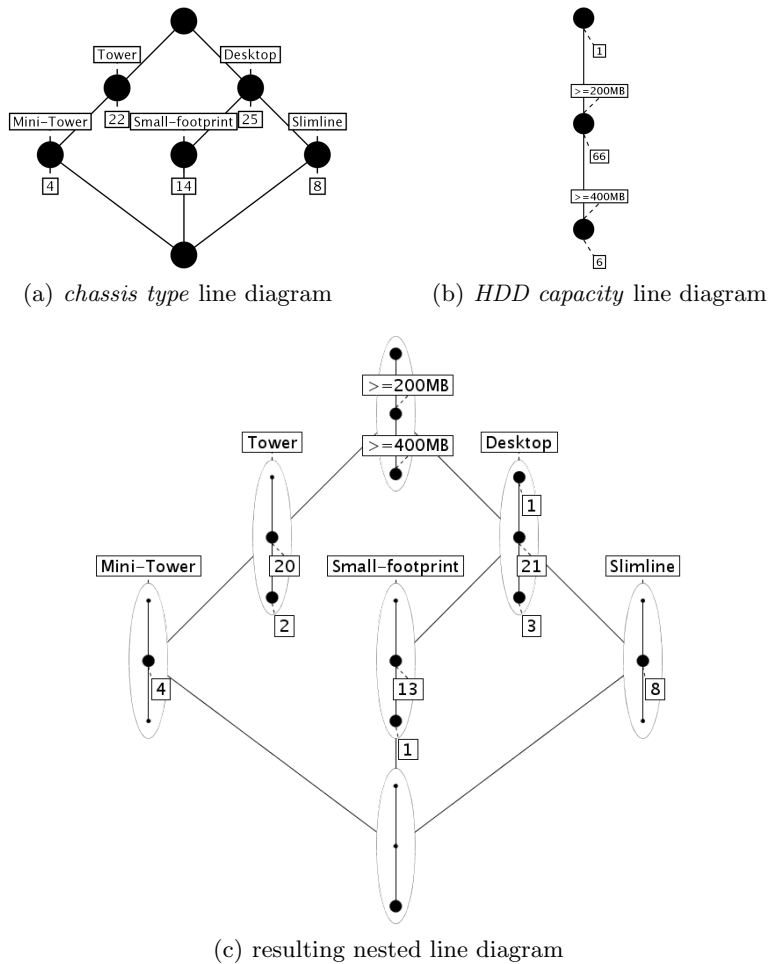 Tower Desktop
1
>=200MB
22 25
Mini-Tower Small-footprint Slimline
66
4 14 8
>=400MB
6
(a) chassis type line diagram (b) HDD capacity line diagram
>=200MB
Tower >=400MB Desktop
1
Mini-Tower 20 Small-footprint 21 Slimline
2 3
4 13 8
1
(c) resulting nested line diagram